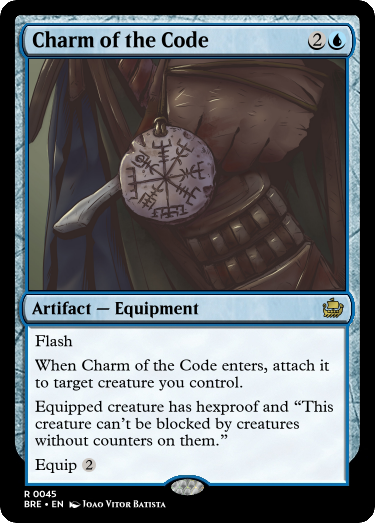 Charm of the Code 2
Artifact — Equipment
Flash
When Charm of the Code enters, attach it
to target creature you control.
Equipped creature has hexproof and “This
creature can’t be blocked by creatures
without counters on them.”
Equip 2
R 0045
BRE • EN Joao Vitor Batista